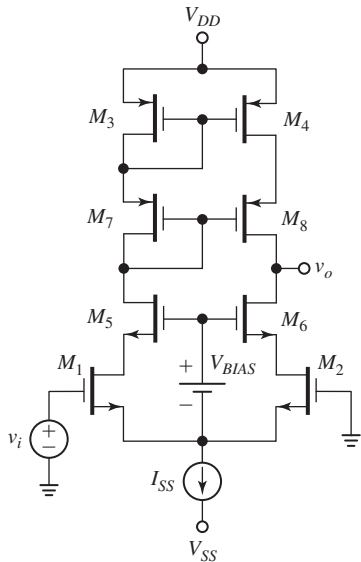 V_DD
M_3
M_4
M_7
M_8
v_o
M_5
M_6
M_1
+
V_BIAS
−
M_2
v_i
+
−
I_SS
V_SS